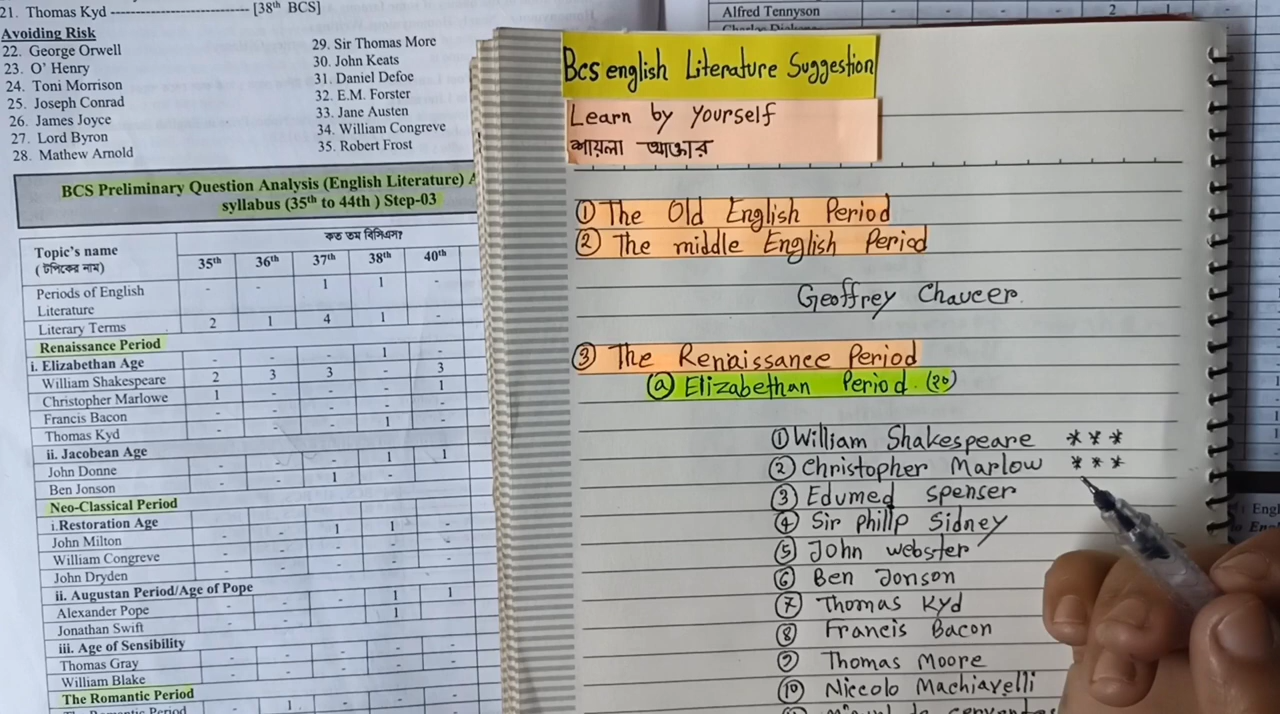 21. Thomas Kyd ------------------------------ [38th BCS]
Avoiding Risk
22. George Orwell
23. O' Henry
24. Toni Morrison
25. Joseph Conrad
26. James Joyce
27. Lord Byron
28. Mathew Arnold
29. Sir Thomas More
30. John Keats
31. Daniel Defoe
32. E.M. Forster
33. Jane Austen
34. William Congreve
35. Robert Frost
BCS Preliminary Question Analysis (English Literature)
syllabus (35th to 44th ) Step-03
Topic's name কত তম বিসিএস?
( টপিকের নাম) 35th 36th 37th 38th 40th
Periods of English Literature - - 1 1 -
Literary Terms 2 1 4 1 -
Renaissance Period
i. Elizabethan Age - - - 1 -
William Shakespeare 2 3 3 - 3
Christopher Marlowe 1 - - - 1
Francis Bacon - - - - -
Thomas Kyd - - - 1 -
ii. Jacobean Age 1 1
John Donne - - - 1 1
Ben Jonson - - 1 - -
Neo-Classical Period
i.Restoration Age - - 1 1 -
John Milton - - - - -
William Congreve - - - - -
John Dryden - - - - -
ii. Augustan Period/Age of Pope
Alexander Pope - - - 1 1
Jonathan Swift - - - 1
iii. Age of Sensibility
Thomas Gray - - - - -
William Blake - - - - -
The Romantic Period
- 1 - - -
Alfred Tennyson - - - - 2 1 -
Bcs english Literature Suggestion
Learn by yourself
শায়লা আক্তার
① The Old English Period
② The middle English Period
Geoffrey Chaucer.
③ The Renaissance Period
ⓐ Elizabethan Period. (20)
① William Shakespeare ***
② Christopher Marlow ***
③ Edumed Spenser
④ Sir phillp Sidney
⑤ John webster
⑥ Ben Jonson
⑦ Thomas Kyd
⑧ Francis Bacon
⑨ Thomas Moore
⑩ Niccolo Machiavelli